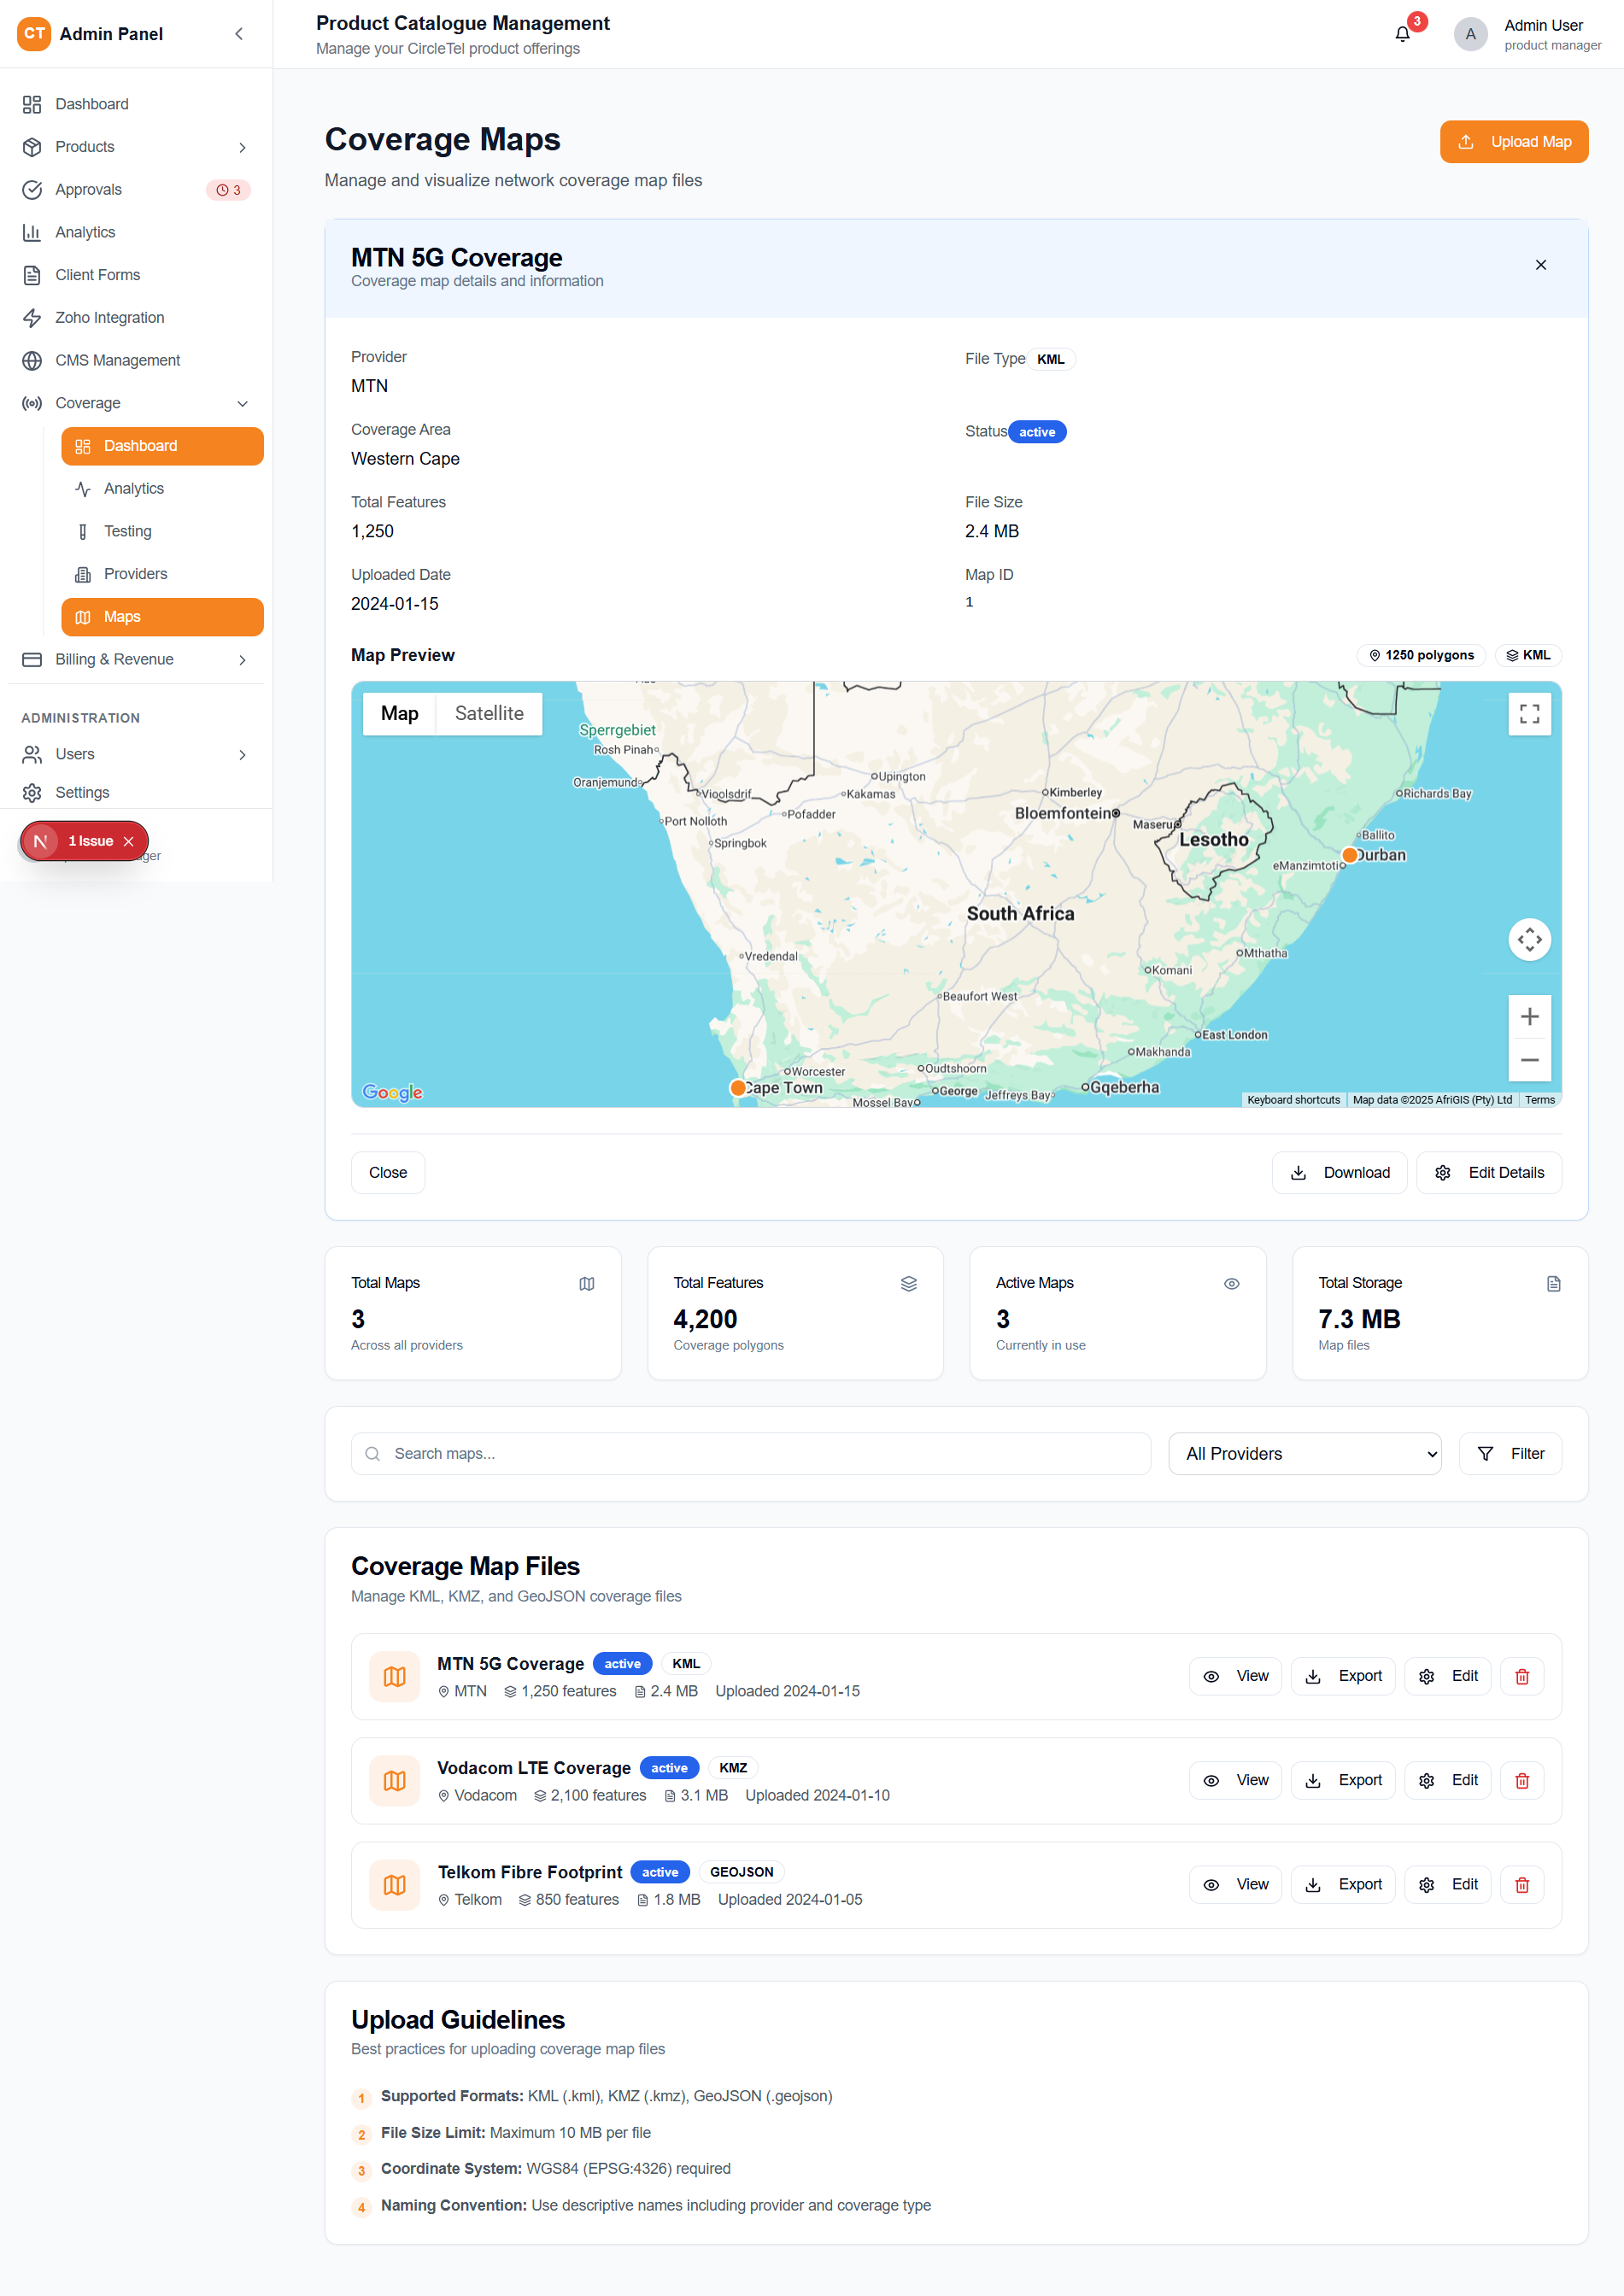 CT Admin Panel
Product Catalogue Management
Manage your CircleTel product offerings
3
A
Admin User
product manager
Dashboard
Products
Approvals
3
Analytics
Client Forms
Zoho Integration
CMS Management
Coverage
Dashboard
Analytics
Testing
Providers
Maps
Billing & Revenue
ADMINISTRATION
Users
Settings
N 1 Issue
Coverage Maps
Manage and visualize network coverage map files
Upload Map
MTN 5G Coverage
Coverage map details and information
Provider
MTN
File Type KML
Coverage Area
Western Cape
Status active
Total Features
1,250
File Size
2.4 MB
Uploaded Date
2024-01-15
Map ID
1
Map Preview
1250 polygons
KML
Map
Satellite
Sperrgebiet
Rosh Pinah
Oranjemund
Vioolsdrif
Upington
Kakamas
Pofadder
Port Nolloth
Springbok
Kimberley
Bloemfontein
Maseru
Lesotho
Richards Bay
Ballito
Durban
eManzimtoti
South Africa
Vredendal
Mthatha
Komani
Beaufort West
East London
Makhanda
Worcester
Oudtshoorn
Cape Town
George
Jeffreys Bay
Gqeberha
Mossel Bay
Google
Keyboard shortcuts
Map data ©2025 AfriGIS (Pty) Ltd
Terms
Close
Download
Edit Details
Total Maps
3
Across all providers
Total Features
4,200
Coverage polygons
Active Maps
3
Currently in use
Total Storage
7.3 MB
Map files
Search maps...
All Providers
Filter
Coverage Map Files
Manage KML, KMZ, and GeoJSON coverage files
MTN 5G Coverage active KML
MTN 1,250 features 2.4 MB Uploaded 2024-01-15
View Export Edit
Vodacom LTE Coverage active KMZ
Vodacom 2,100 features 3.1 MB Uploaded 2024-01-10
View Export Edit
Telkom Fibre Footprint active GEOJSON
Telkom 850 features 1.8 MB Uploaded 2024-01-05
View Export Edit
Upload Guidelines
Best practices for uploading coverage map files
1 Supported Formats: KML (.kml), KMZ (.kmz), GeoJSON (.geojson)
2 File Size Limit: Maximum 10 MB per file
3 Coordinate System: WGS84 (EPSG:4326) required
4 Naming Convention: Use descriptive names including provider and coverage type